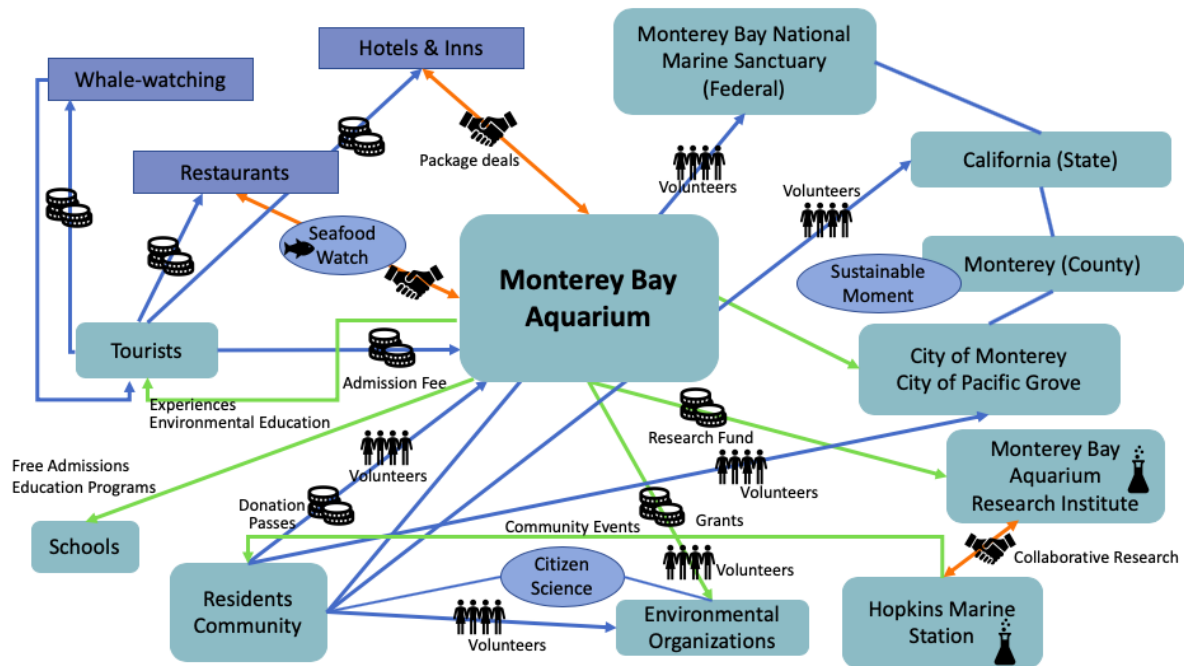 Hotels & Inns
Monterey Bay National
Marine Sanctuary
(Federal)
Whale-watching
Package deals
California (State)
Restaurants
Volunteers
Volunteers
Seafood
Watch
Monterey Bay
Aquarium
Monterey (County)
Sustainable
Moment
Tourists
Admission Fee
City of Monterey
City of Pacific Grove
Experiences
Environmental Education
Research Fund
Monterey Bay
Aquarium
Research Institute
Free Admissions
Education Programs
Volunteers
Volunteers
Donation
Passes
Grants
Community Events
Schools
Collaborative Research
Citizen
Science
Volunteers
Residents
Community
Environmental
Organizations
Hopkins Marine
Station
Volunteers